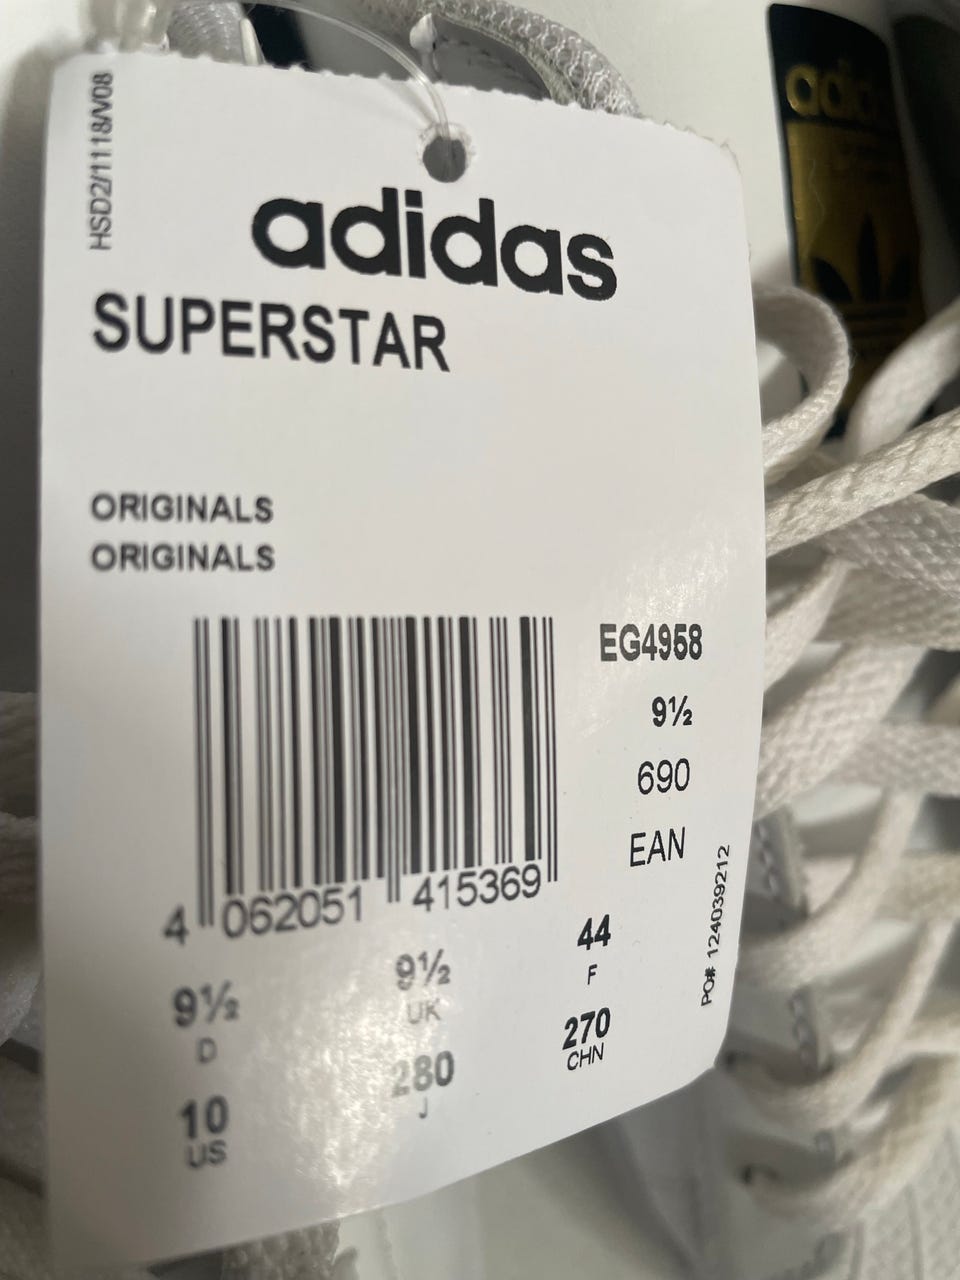 HSD2/1118/V08
adidas
SUPERSTAR
ORIGINALS
ORIGINALS
EG4958
9½
690
EAN
4 062051 415369
PO# 124039212
9½
D
9½
UK
44
F
10
US
280
J
270
CHN
adidas